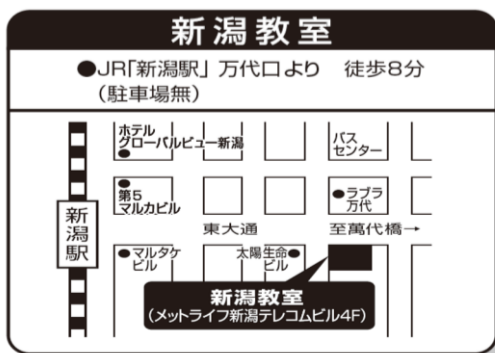 新潟教室
●JR「新潟駅」万代口より　徒歩8分
（駐車場無）
ホテル
グローバルビュー新潟
バス
センター
第5
マルカビル
ラブラ
万代
新潟駅
東大通
至萬代橋→
マルタケ
ビル
太陽生命
ビル
新潟教室
（メットライフ新潟テレコムビル4F）